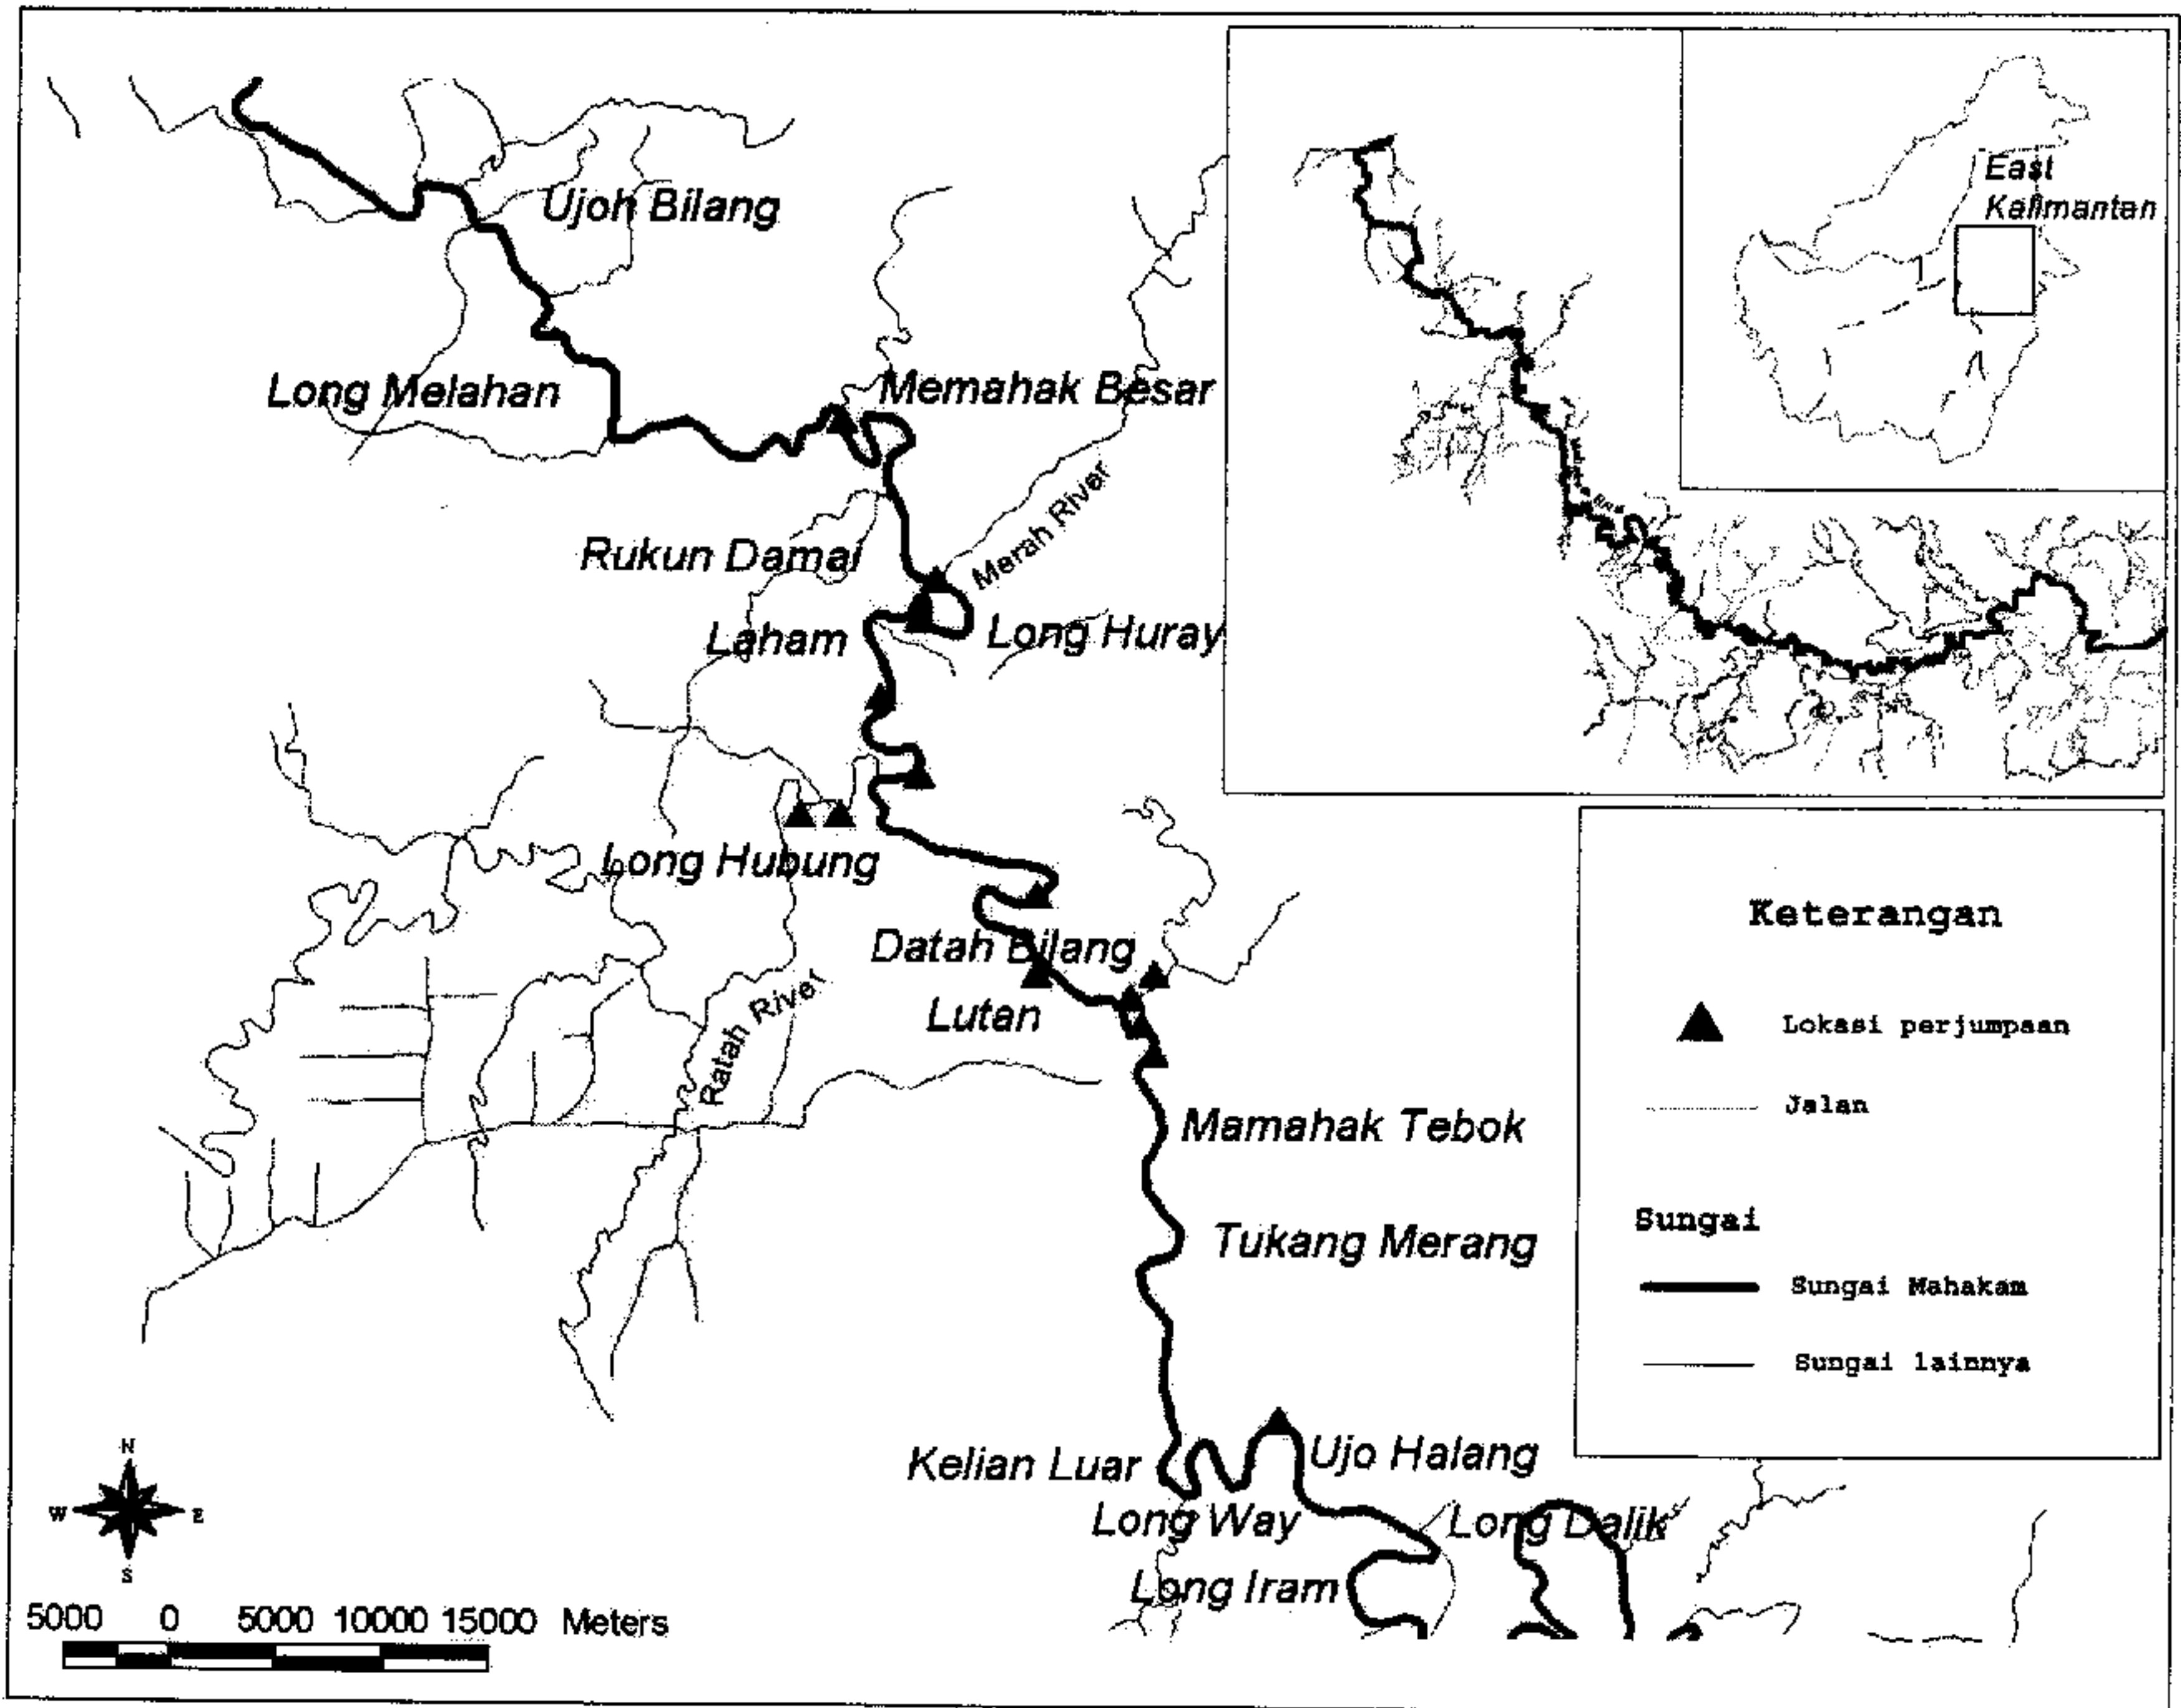 East
Kalimantan
Ujoh Bilang
Long Melahan
Memahak Besar
Merah River
Rukun Damai
Laham
Long Huray
Long Hubung
Datah Bilang
Lutan
Ratah River
Mamahak Tebok
Tukang Merang
Kelian Luar
Ujo Halang
Long Way
Long Dalik
Long Iram
Keterangan
Lokasi perjumpaan
Jalan
Sungai
Sungai Mahakam
Sungai lainnya
N
W E
S
5000 0 5000 10000 15000 Meters